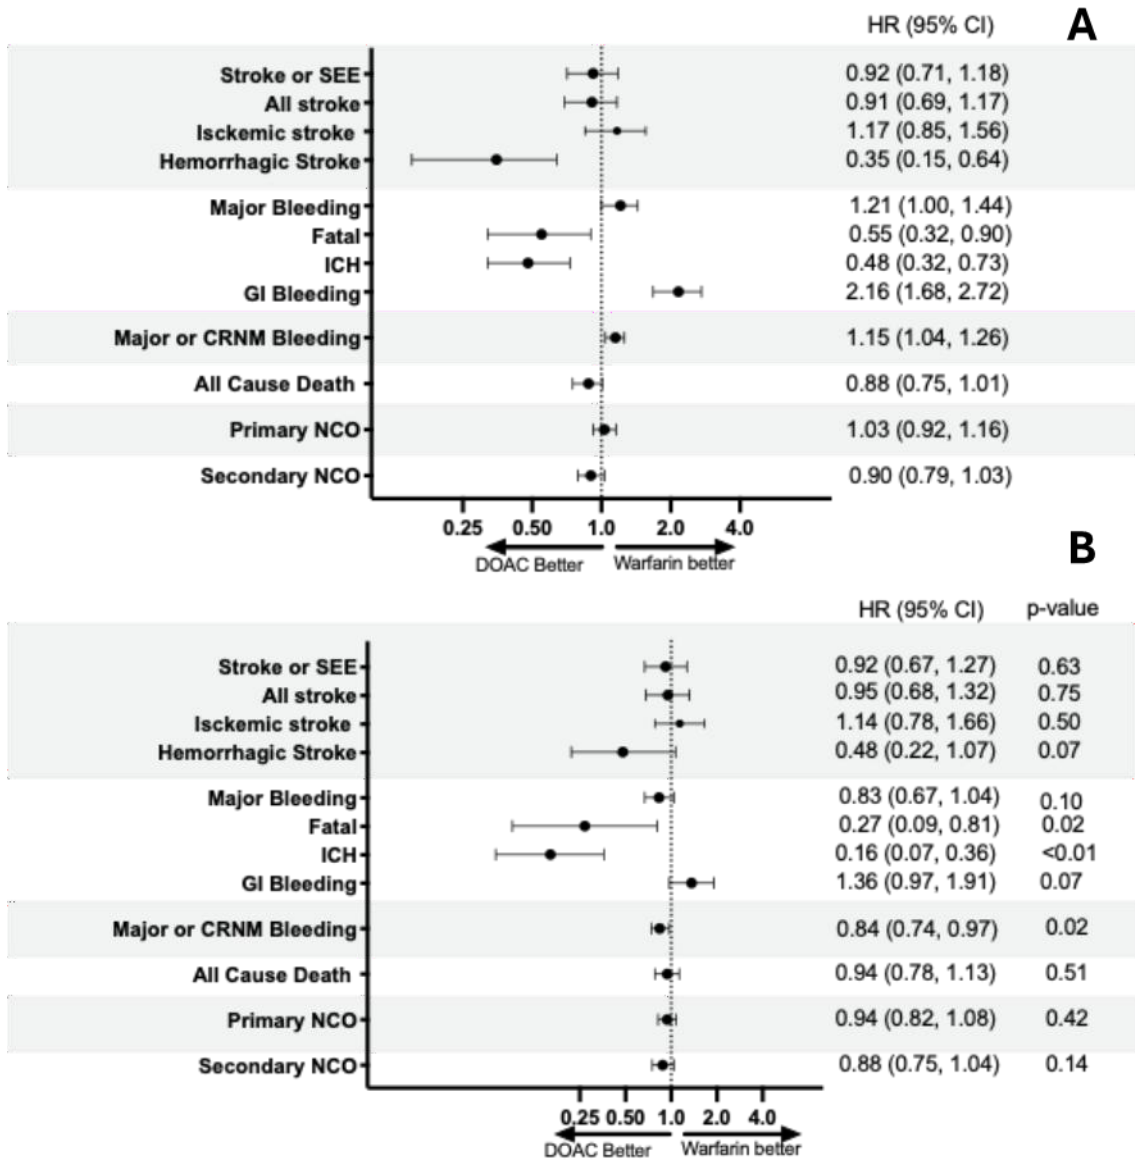 A
HR (95% CI)
Stroke or SEE 0.92 (0.71, 1.18)
All stroke 0.91 (0.69, 1.17)
Isckemic stroke 1.17 (0.85, 1.56)
Hemorrhagic Stroke 0.35 (0.15, 0.64)
Major Bleeding 1.21 (1.00, 1.44)
Fatal 0.55 (0.32, 0.90)
ICH 0.48 (0.32, 0.73)
GI Bleeding 2.16 (1.68, 2.72)
Major or CRNM Bleeding 1.15 (1.04, 1.26)
All Cause Death 0.88 (0.75, 1.01)
Primary NCO 1.03 (0.92, 1.16)
Secondary NCO 0.90 (0.79, 1.03)
0.25 0.50 1.0 2.0 4.0
DOAC Better Warfarin better
B
HR (95% CI) p-value
Stroke or SEE 0.92 (0.67, 1.27) 0.63
All stroke 0.95 (0.68, 1.32) 0.75
Isckemic stroke 1.14 (0.78, 1.66) 0.50
Hemorrhagic Stroke 0.48 (0.22, 1.07) 0.07
Major Bleeding 0.83 (0.67, 1.04) 0.10
Fatal 0.27 (0.09, 0.81) 0.02
ICH 0.16 (0.07, 0.36) <0.01
GI Bleeding 1.36 (0.97, 1.91) 0.07
Major or CRNM Bleeding 0.84 (0.74, 0.97) 0.02
All Cause Death 0.94 (0.78, 1.13) 0.51
Primary NCO 0.94 (0.82, 1.08) 0.42
Secondary NCO 0.88 (0.75, 1.04) 0.14
0.25 0.50 1.0 2.0 4.0
DOAC Better Warfarin better